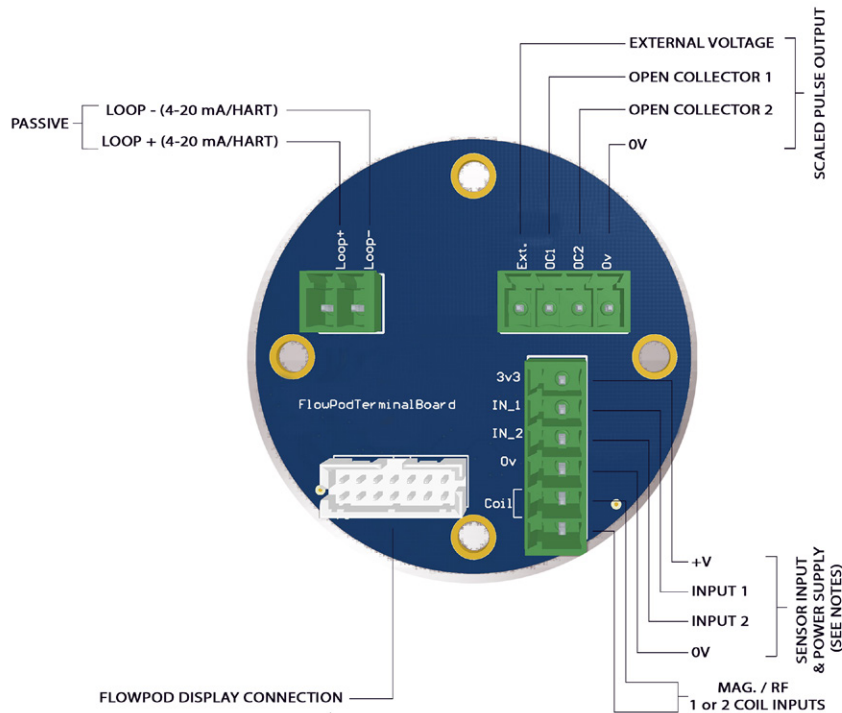 EXTERNAL VOLTAGE
OPEN COLLECTOR 1
OPEN COLLECTOR 2
0V
SCALED PULSE OUTPUT
PASSIVE
LOOP - (4-20 mA/HART)
LOOP + (4-20 mA/HART)
Loop+
Loop-
Ext.
OC1
OC2
0v
3v3
IN_1
IN_2
0v
Coil
FlowPodTerminalBoard
+V
INPUT 1
INPUT 2
0V
SENSOR INPUT
& POWER SUPPLY
(SEE NOTES)
MAG. / RF
1 or 2 COIL INPUTS
FLOWPOD DISPLAY CONNECTION